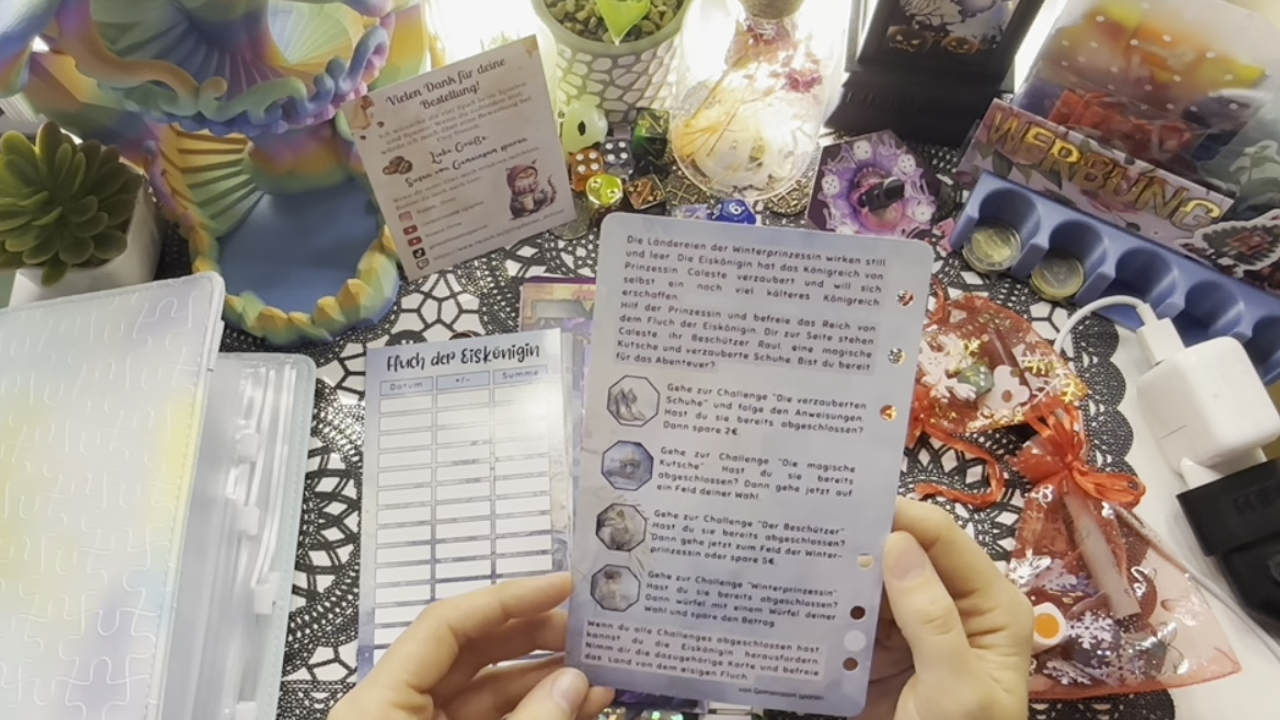 Vielen Dank für deine
Bestellung!
Liebe Grüße
von Gemeinsam sparen
WERBUNG
Fluch der Eiskönigin
Datum
+/-
Summe
Die Ländereien der Winterprinzessin wirken still
und leer. Die Eiskönigin hat das Königreich von
Prinzessin Caleste verzaubert und will sich
selbst ein noch viel kälteres Königreich
erschaffen.
Hilf der Prinzessin und befreie das Reich von
dem Fluch der Eiskönigin. Dir zur Seite stehen
Caleste, ihr Beschützer Raul, eine magische
Kutsche und verzauberte Schuhe. Bist du bereit
für das Abenteuer?
Gehe zur Challenge "Die verzauberten
Schuhe" und folge den Anweisungen.
Hast du sie bereits abgeschlossen?
Dann spare 2€.
Gehe zur Challenge "Die magische
Kutsche" Hast du sie bereits
abgeschlossen? Dann gehe jetzt auf
ein Feld deiner Wahl.
Gehe zur Challenge "Der Beschützer"
Hast du sie bereits abgeschlossen?
Dann gehe jetzt zum Feld der Winter-
prinzessin oder spare 5€.
Gehe zur Challenge "Winterprinzessin"
Hast du sie bereits abgeschlossen?
Dann würfel mit einem Würfel deiner
Wahl und spare den Betrag.
Wenn du alle Challenges abgeschlossen hast,
kannst du die Eiskönigin herausfordern.
Nimm dir die dazugehörige Karte und befreie
das Land von dem eisigen Fluch.
von Gemeinsam sparen